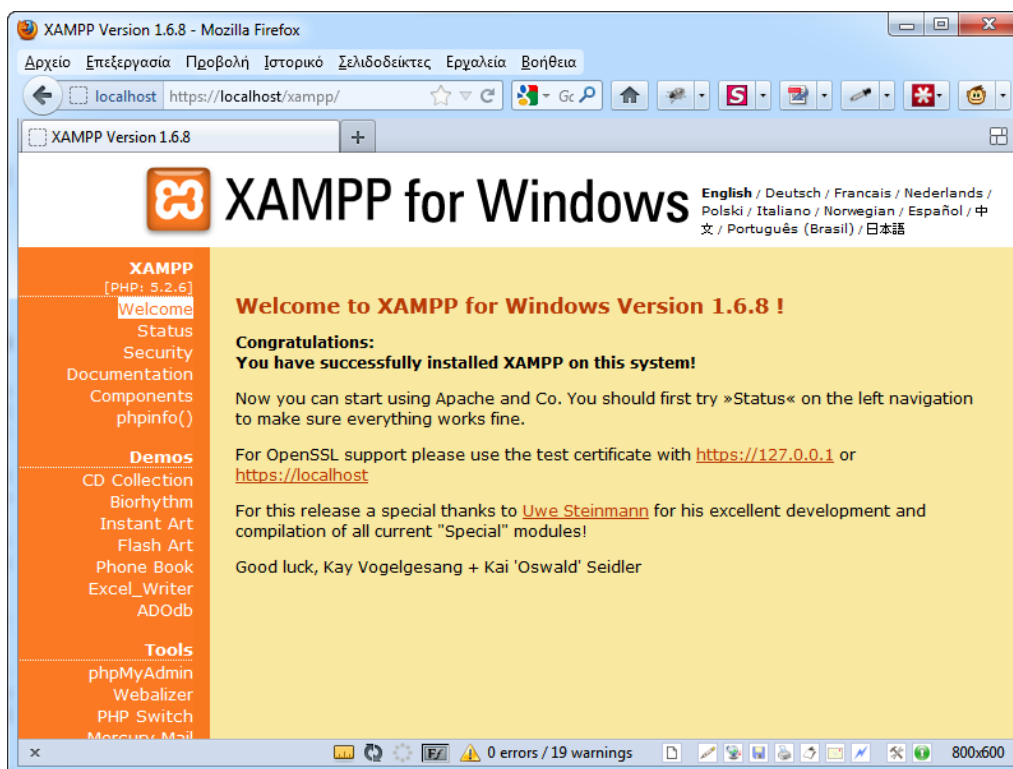 XAMPP Version 1.6.8 - Mozilla Firefox
Αρχείο Επεξεργασία Προβολή Ιστορικό Σελιδοδείκτες Εργαλεία Βοήθεια
localhost https://localhost/xampp/
XAMPP Version 1.6.8
XAMPP for Windows
English / Deutsch / Francais / Nederlands /
Polski / Italiano / Norwegian / Español / 中
文 / Português (Brasil) / 日本語
XAMPP
[PHP: 5.2.6]
Welcome
Status
Security
Documentation
Components
phpinfo()
Demos
CD Collection
Biorhythm
Instant Art
Flash Art
Phone Book
Excel_Writer
ADOdb
Tools
phpMyAdmin
Webalizer
PHP Switch
Mercury Mail
Welcome to XAMPP for Windows Version 1.6.8 !
Congratulations:
You have successfully installed XAMPP on this system!
Now you can start using Apache and Co. You should first try »Status« on the left navigation
to make sure everything works fine.
For OpenSSL support please use the test certificate with https://127.0.0.1 or
https://localhost
For this release a special thanks to Uwe Steinmann for his excellent development and
compilation of all current "Special" modules!
Good luck, Kay Vogelgesang + Kai 'Oswald' Seidler
0 errors / 19 warnings
800x600